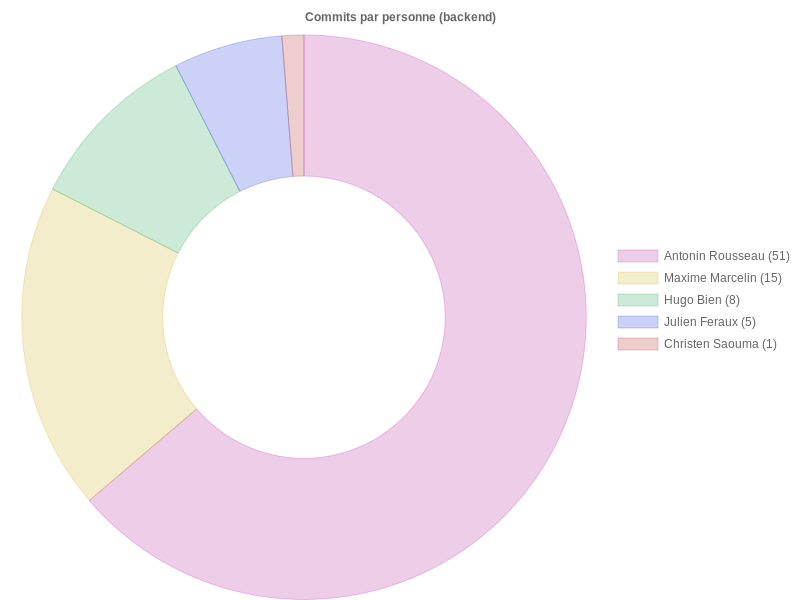 Commits par personne (backend)
Antonin Rousseau (51)
Maxime Marcelin (15)
Hugo Bien (8)
Julien Feraux (5)
Christen Saouma (1)